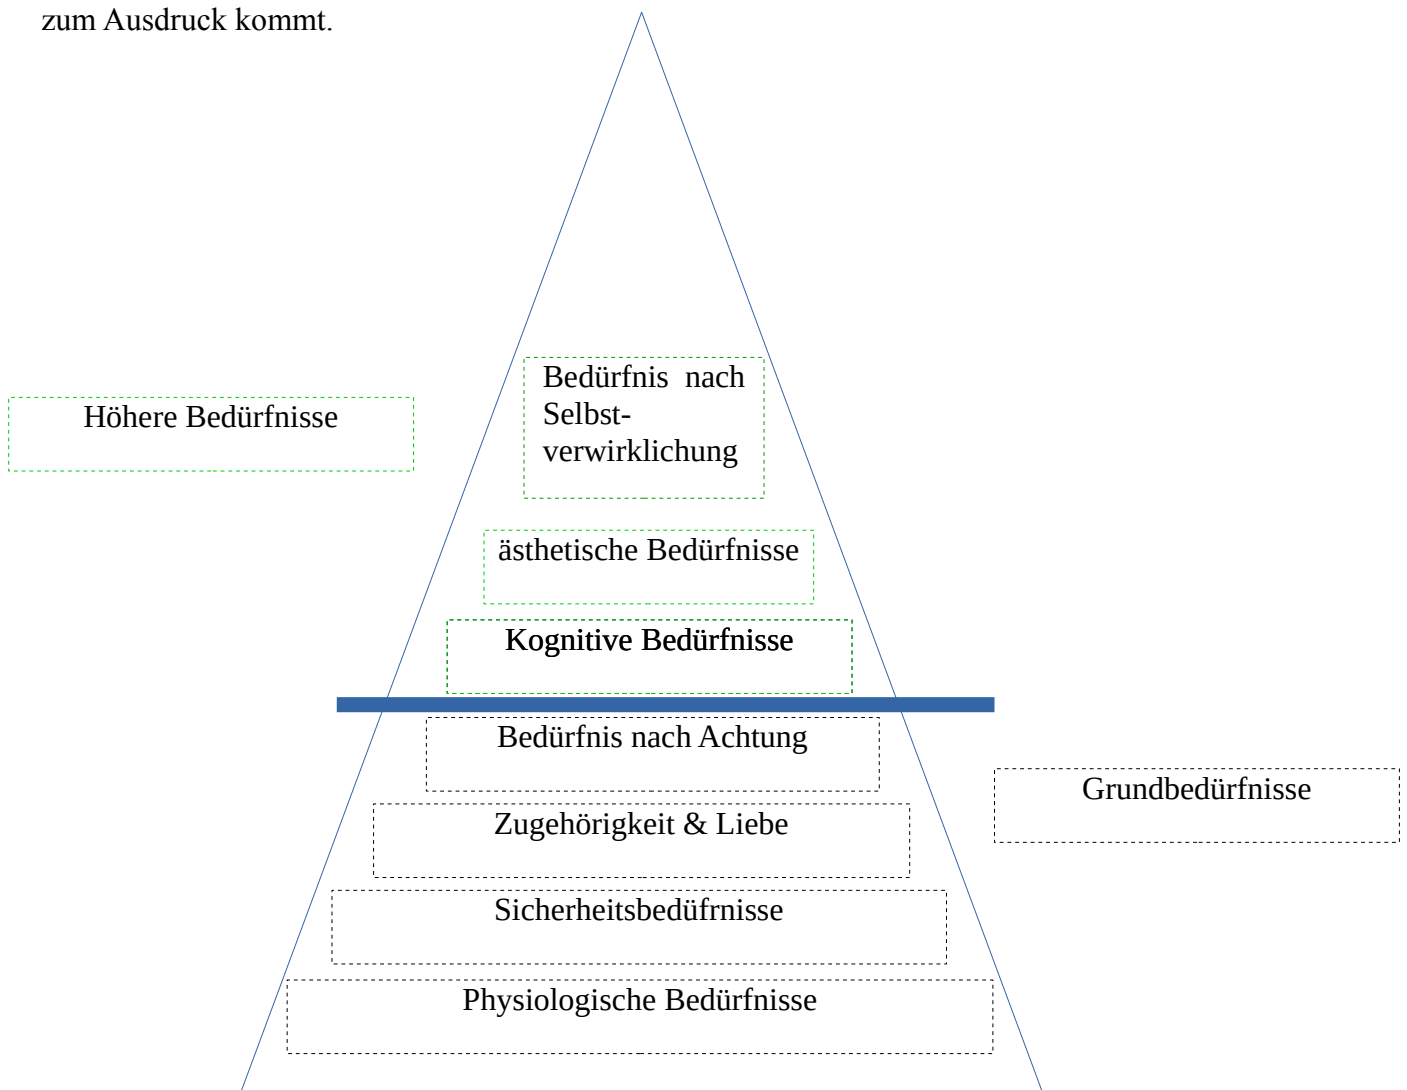 zum Ausdruck kommt.
Bedürfnis nach
Selbst-
verwirklichung
Höhere Bedürfnisse
ästhetische Bedürfnisse
Kognitive Bedürfnisse
Bedürfnis nach Achtung
Grundbedürfnisse
Zugehörigkeit & Liebe
Sicherheitsbedüfrnisse
Physiologische Bedürfnisse